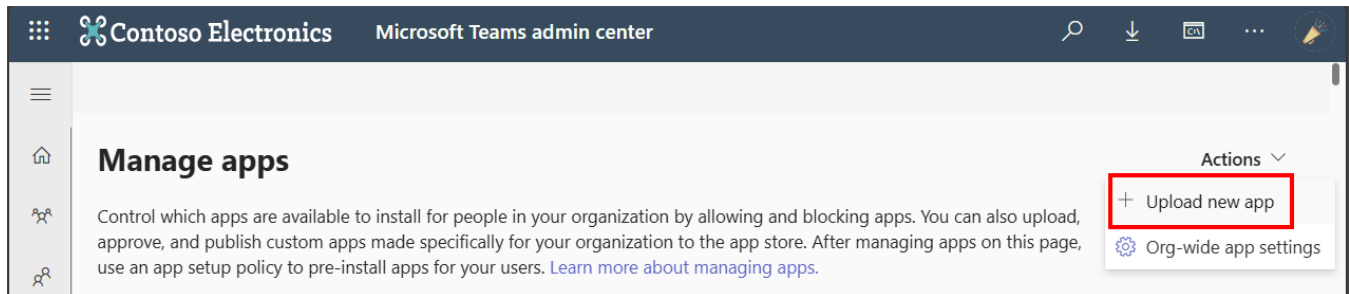 Contoso Electronics Microsoft Teams admin center
C:\
Manage apps
Actions
+ Upload new app
Org-wide app settings
Control which apps are available to install for people in your organization by allowing and blocking apps. You can also upload,
approve, and publish custom apps made specifically for your organization to the app store. After managing apps on this page,
use an app setup policy to pre-install apps for your users. Learn more about managing apps.